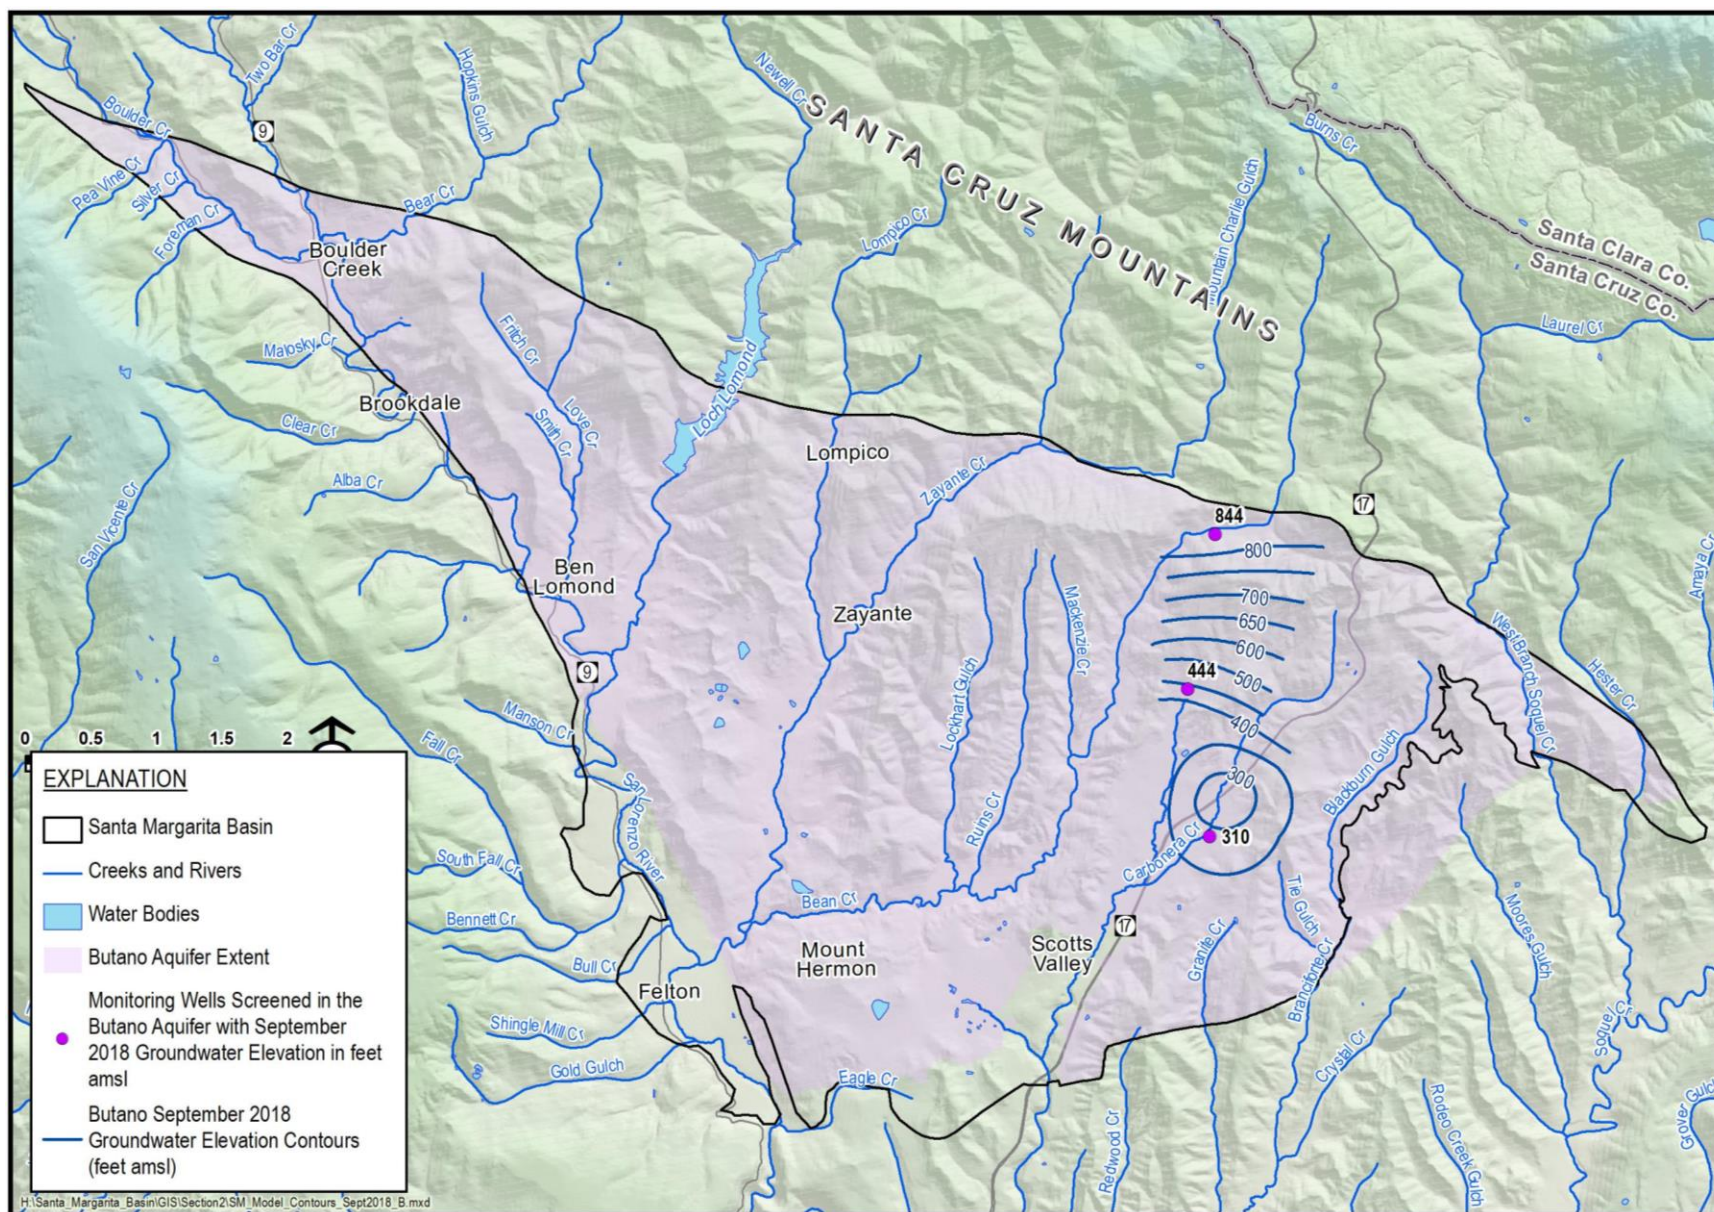 Two Bar Cr
Hopkins Gulch
Newell Cr
SANTA CRUZ MOUNTAINS
Burns Cr
Boulder Cr
9
Pea Vine Cr
Silver Cr
Foreman Cr
Bear Cr
Boulder
Creek
Lompico Cr
Mountain Charlie Gulch
Santa Clara Co.
Santa Cruz Co.
Laurel Cr
Malosky Cr
Fritch Cr
Loch Lomond
Brookdale
Clear Cr
Smith Cr
Love Cr
Lompico
Zayante Cr
Alba Cr
San Vicente Cr
17
844
800
Amaya Cr
Ben
Lomond
Zayante
Mackenzie Cr
700
650
600
500
444
400
300
310
West Branch Soquel Cr
Hester Cr
9
Lockhart Gulch
Manson Cr
Fall Cr
Blackburn Gulch
San Lorenzo River
Ruins Cr
Carbonera Cr
South Fall Cr
Bean Cr
Tie Gulch
Moores Gulch
Bennett Cr
17
Mount
Hermon
Scotts
Valley
Granite Cr
Bull Cr
Branciforte Cr
Felton
Shingle Mill Cr
Soquel Cr
Gold Gulch
Eagle Cr
Crystal Cr
Redwood Cr
Rodeo Creek Gulch
Grover Gulch
0 0.5 1 1.5 2
EXPLANATION
Santa Margarita Basin
Creeks and Rivers
Water Bodies
Butano Aquifer Extent
Monitoring Wells Screened in the
Butano Aquifer with September
2018 Groundwater Elevation in feet
amsl
Butano September 2018
Groundwater Elevation Contours
(feet amsl)
H:\Santa_Margarita_Basin\GIS\Section2\SM_Model_Contours_Sept2018_B.mxd